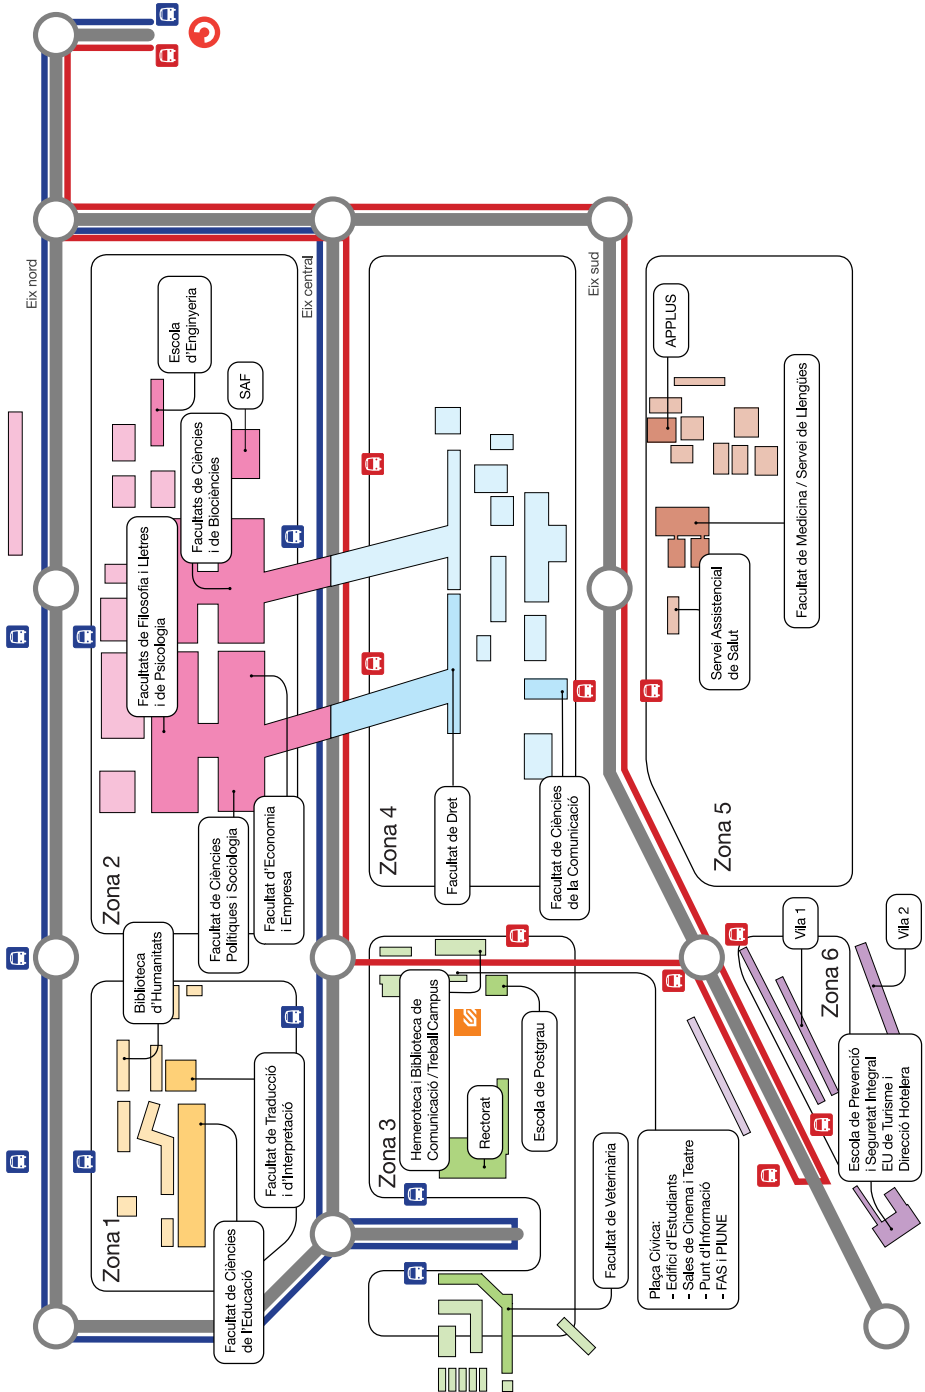 Zona 1
Biblioteca
d'Humanitats
Facultat de Traducció
i d'Interpretació
Facultat de Ciències
de l'Educació
Eix nord
Zona 2
Facultats de Filosofia i Lletres
i de Psicologia
Facultats de Ciències
i de Biociències
Escola
d'Enginyeria
SAF
Facultat de Ciències
Polítiques i Sociologia
Facultat d'Economia
i Empresa
Eix central
Zona 3
Hemeroteca i Biblioteca de
Comunicació /Treball Campus
Rectorat
Escola de Postgrau
Facultat de Veterinària
Plaça Cívica:
- Edifici d'Estudiants
- Sales de Cinema i Teatre
- Punt d'Informació
- FAS i PIUNE
Zona 4
Facultat de Dret
Facultat de Ciències
de la Comunicació
Eix sud
Zona 5
APPLUS
Facultat de Medicina / Servei de Llengües
Servei Assistencial
de Salut
Zona 6
Vila 1
Vila 2
Escola de Prevenció
i Seguretat Integral
EU de Turisme i
Direcció Hotelera